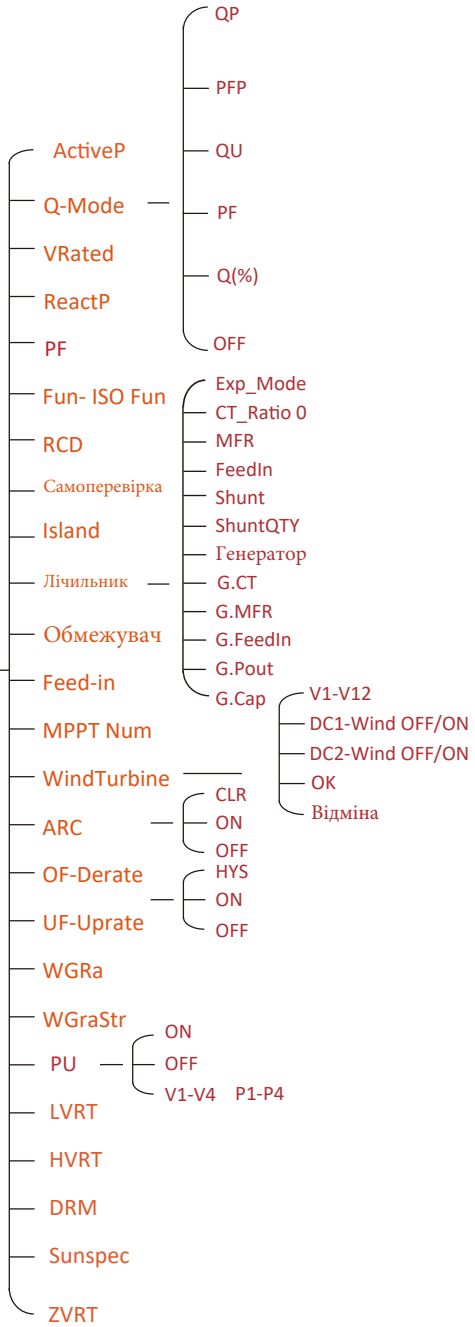 ActiveP
Q-Mode
QP
PFP
QU
PF
Q(%)
OFF
VRated
ReactP
PF
Fun- ISO Fun
RCD
Самоперевірка
Island
Лічильник
Exp_Mode
CT_Ratio 0
MFR
FeedIn
Shunt
ShuntQTY
Генератор
G.CT
G.MFR
G.FeedIn
G.Pout
G.Cap
Обмежувач
Feed-in
MPPT Num
WindTurbine
V1-V12
DC1-Wind OFF/ON
DC2-Wind OFF/ON
OK
Відміна
ARC
CLR
ON
OFF
OF-Derate
UF-Uprate
HYS
ON
OFF
WGRa
WGraStr
PU
ON
OFF
V1-V4 P1-P4
LVRT
HVRT
DRM
Sunspec
ZVRT